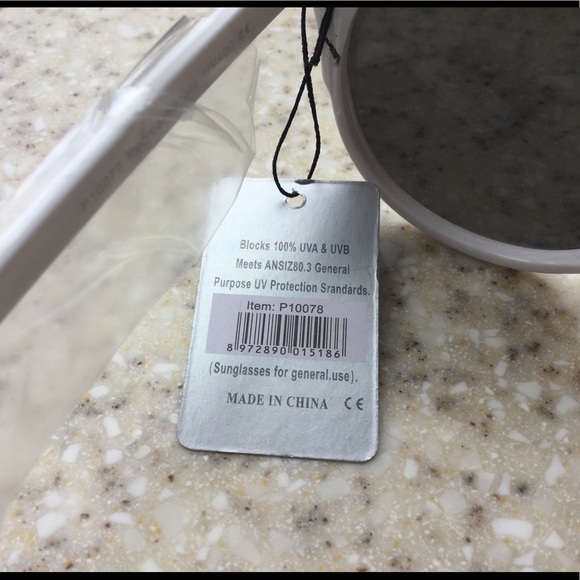 Blocks 100% UVA & UVB
Meets ANSIZ80.3 General
Purpose UV Protection Srandards.
Item: P10078
8 972890 015186
(Sunglasses for general.use).
MADE IN CHINA CE
P10078